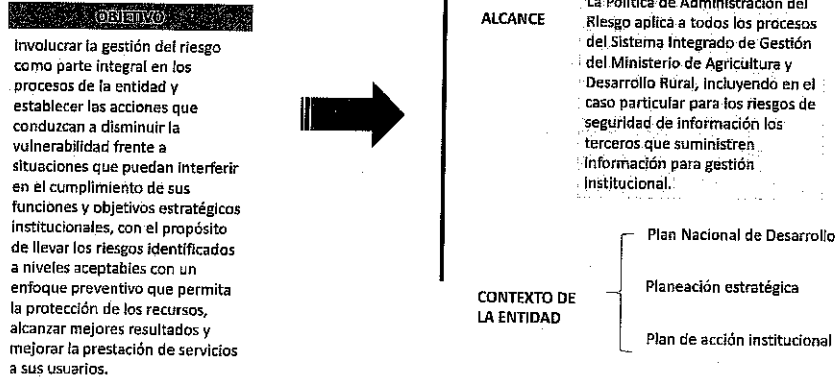 OBJETIVO
Involucrar la gestión del riesgo
como parte integral en los
procesos de la entidad y
establecer las acciones que
conduzcan a disminuir la
vulnerabilidad frente a
situaciones que puedan interferir
en el cumplimiento de sus
funciones y objetivos estratégicos
institucionales, con el propósito
de llevar los riesgos identificados
a niveles aceptables con un
enfoque preventivo que permita
la protección de los recursos,
alcanzar mejores resultados y
mejorar la prestación de servicios
a sus usuarios.
ALCANCE
La Política de Administración del
Riesgo aplica a todos los procesos
del Sistema Integrado de Gestión
del Ministerio de Agricultura y
Desarrollo Rural, incluyendo en el
caso particular para los riesgos de
seguridad de información los
terceros que suministren
información para gestión
institucional.
CONTEXTO DE
LA ENTIDAD
Plan Nacional de Desarrollo
Planeación estratégica
Plan de acción institucional